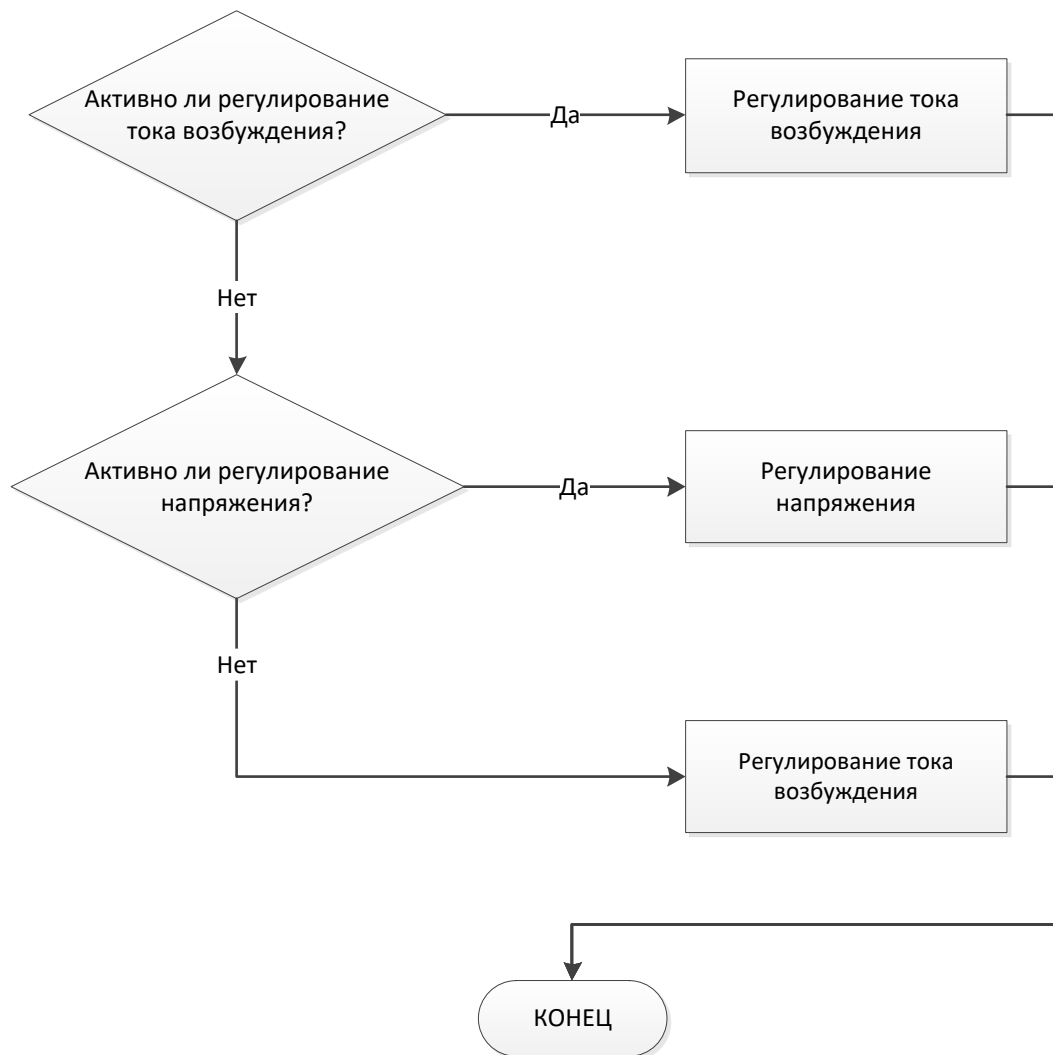 Активно ли регулирование
тока возбуждения?
Да
Регулирование тока
возбуждения
Нет
Активно ли регулирование
напряжения?
Да
Регулирование
напряжения
Нет
Регулирование тока
возбуждения
КОНЕЦ